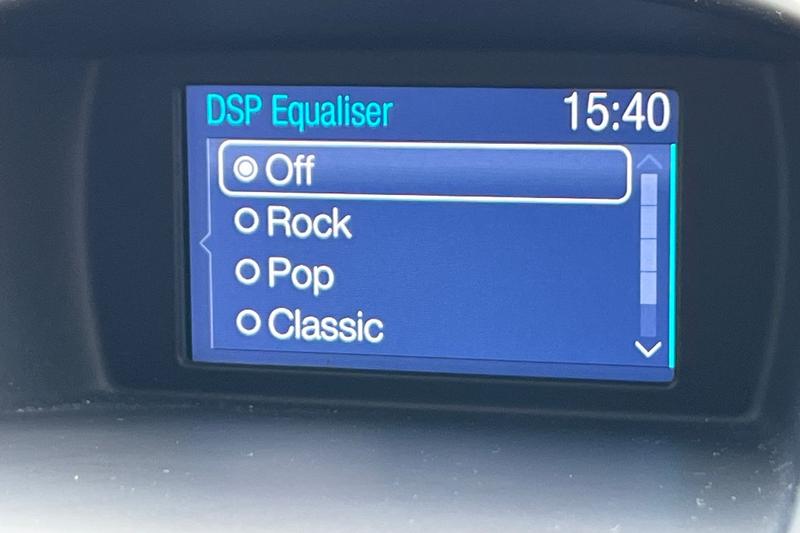 DSP Equaliser 15:40
Off
Rock
Pop
Classic